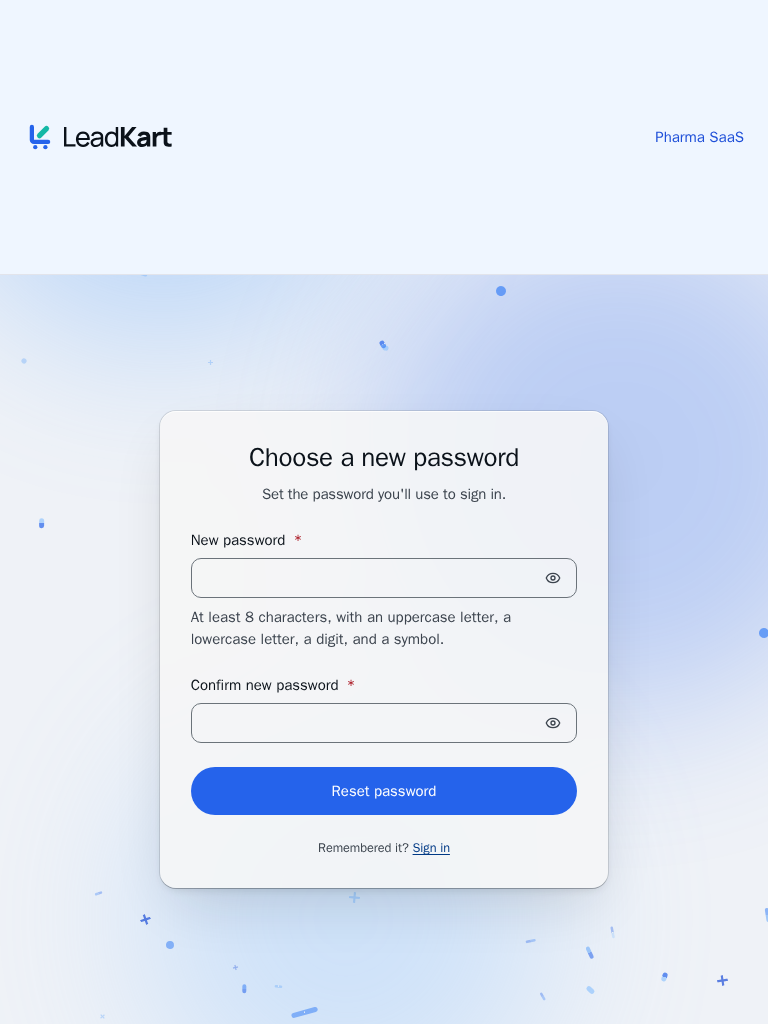 LeadKart
Pharma SaaS
Choose a new password
Set the password you'll use to sign in.
New password *
At least 8 characters, with an uppercase letter, a
lowercase letter, a digit, and a symbol.
Confirm new password *
Reset password
Remembered it? Sign in